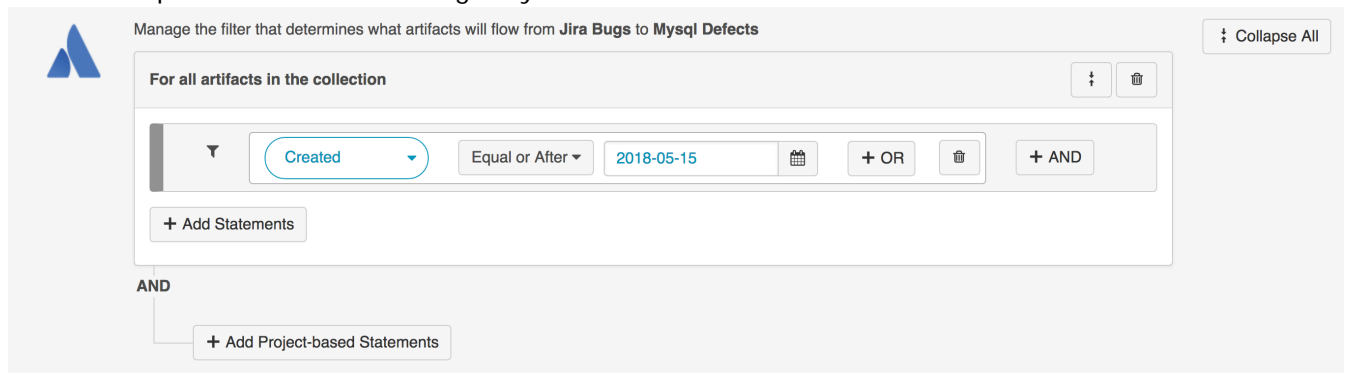 Manage the filter that determines what artifacts will flow from Jira Bugs to Mysql Defects
Collapse All
For all artifacts in the collection
Created Equal or After 2018-05-15 + OR + AND
+ Add Statements
AND
+ Add Project-based Statements